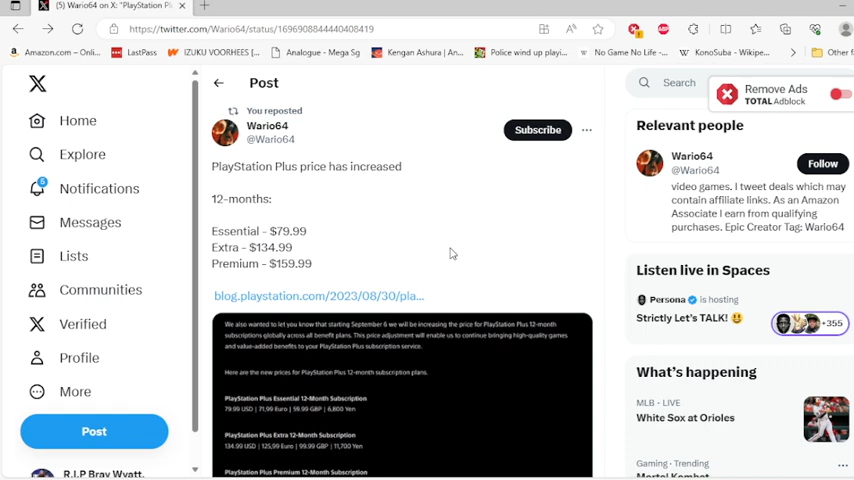 (5) Wario64 on X: "PlayStation Pl
https://twitter.com/Wario64/status/1696908844440408419
Amazon.com – Onli...
LastPass
IZUKU VOORHEES [...
Analogue - Mega Sg
Kengan Ashura | An...
Police wind up playi...
No Game No Life -...
KonoSuba - Wikipe...
Other f
Home
Explore
5
Notifications
Messages
Lists
Communities
Verified
Profile
More
Post
R.I.P Bray Wyatt.
Post
You reposted
Wario64
@Wario64
Subscribe
PlayStation Plus price has increased
12-months:
Essential - $79.99
Extra - $134.99
Premium - $159.99
blog.playstation.com/2023/08/30/pla...
We also wanted to let you know that starting September 6 we will be increasing the price for PlayStation Plus 12-month
subscriptions globally across all benefit plans. This price adjustment will enable us to continue bringing high-quality games
and value-added benefits to your PlayStation Plus subscription service.
Here are the new prices for PlayStation Plus 12-month subscription plans.
PlayStation Plus Essential 12-Month Subscription
79.99 USD | 71,99 Euro | 59.99 GBP | 6,800 Yen
PlayStation Plus Extra 12-Month Subscription
134.99 USD | 125,99 Euro | 99.99 GBP | 11,700 Yen
PlayStation Plus Premium 12-Month Subscription
Search
Remove Ads
TOTAL Adblock
Relevant people
Wario64
@Wario64
Follow
video games. I tweet deals which may
contain affiliate links. As an Amazon
Associate I earn from qualifying
purchases. Epic Creator Tag: Wario64
Listen live in Spaces
Persona is hosting
Strictly Let's TALK! 😃
+355
What's happening
MLB · LIVE
White Sox at Orioles
Gaming · Trending
Mortal Kombat